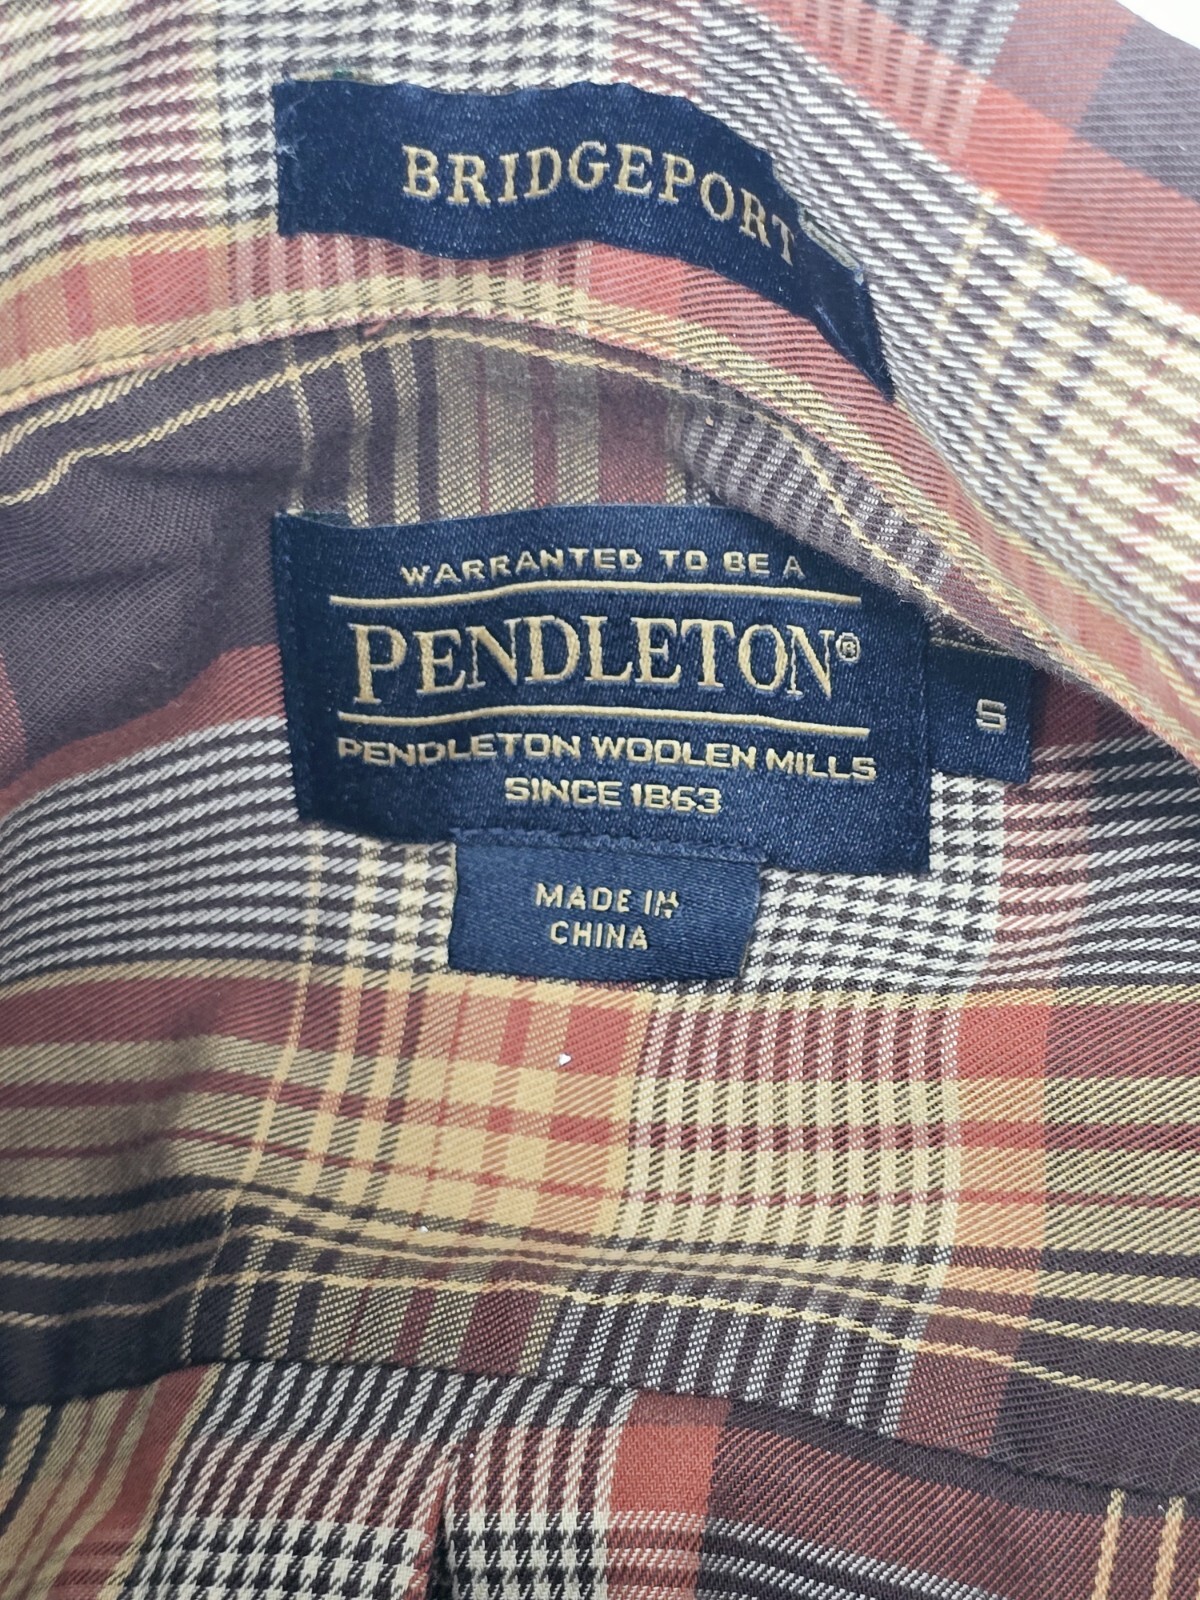 BRIDGEPORT
WARRANTED TO BE A
PENDLETON®
S
PENDLETON WOOLEN MILLS
SINCE 1863
MADE IN
CHINA